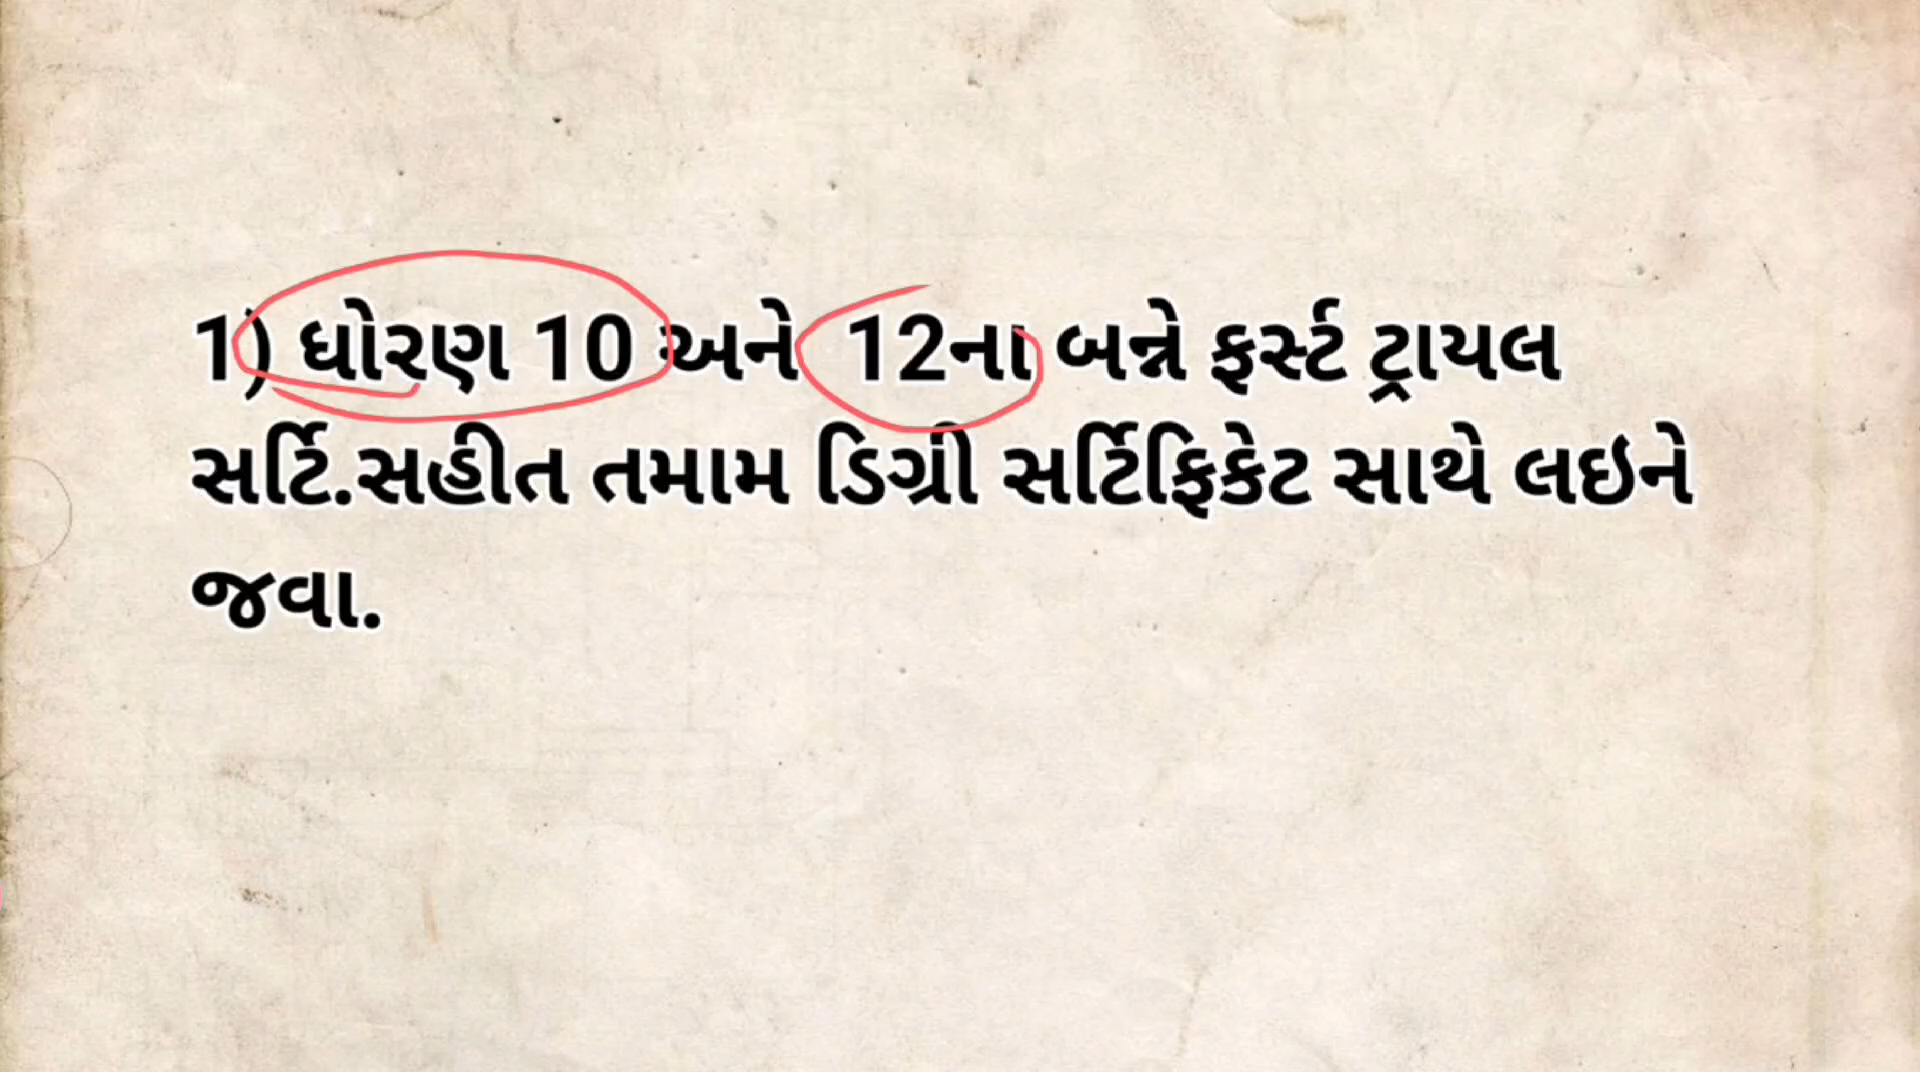 1) ધોરણ 10 અને 12ના બન્ને ફર્સ્ટ ટ્રાયલ
સર્ટિ.સહીત તમામ ડિગ્રી સર્ટિફિકેટ સાથે લઇને
જવા.